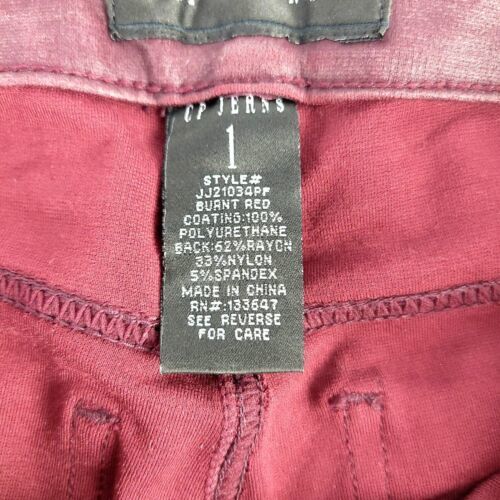 CP JEANS
1
STYLE#
JJ21034PF
BURNT RED
COATING:100%
POLYURETHANE
BACK:62%RAYON
33%NYLON
5%SPANDEX
MADE IN CHINA
RN#:133647
SEE REVERSE
FOR CARE